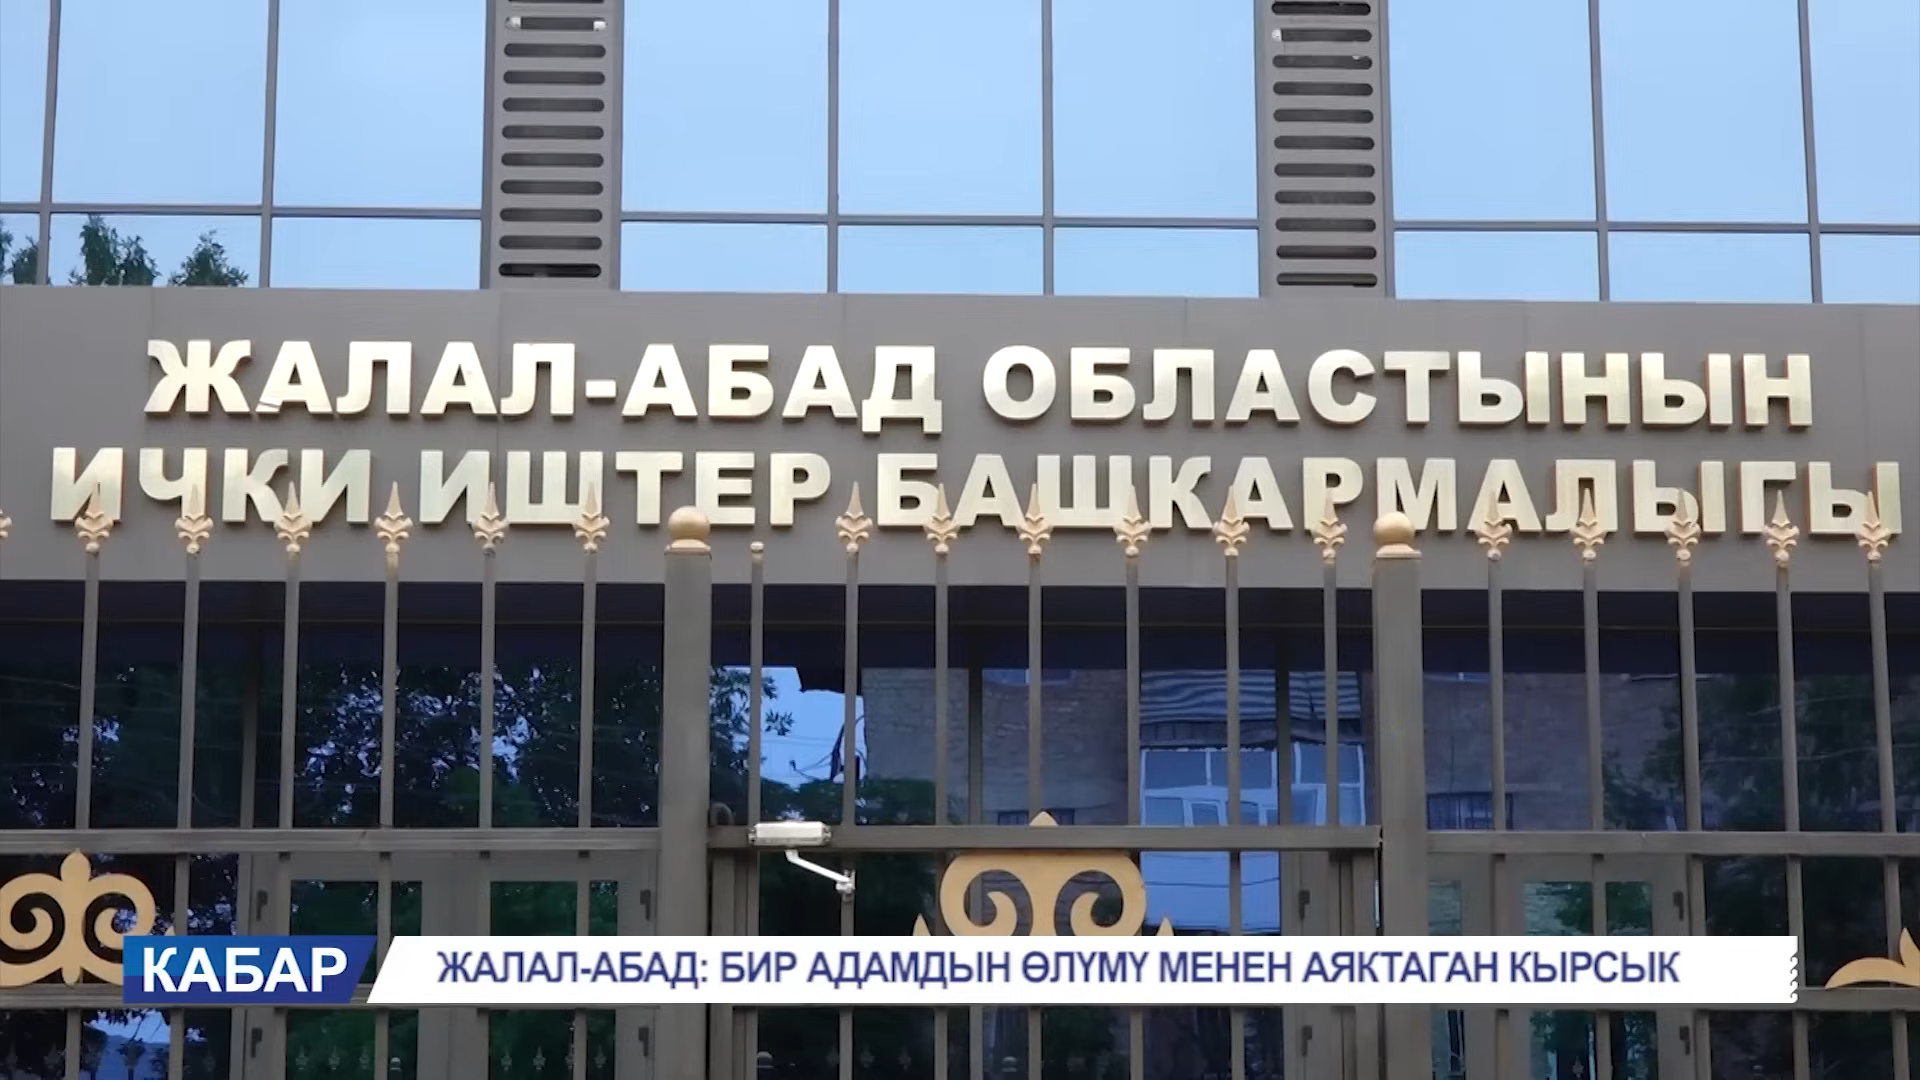 ЖАЛАЛ-АБАД ОБЛАСТЫНЫН
ИЧКИ ИШТЕР БАШКАРМАЛЫГЫ
КАБАР
ЖАЛАЛ-АБАД: БИР АДАМДЫН ӨЛҮМҮ МЕНЕН АЯКТАГАН КЫРСЫК